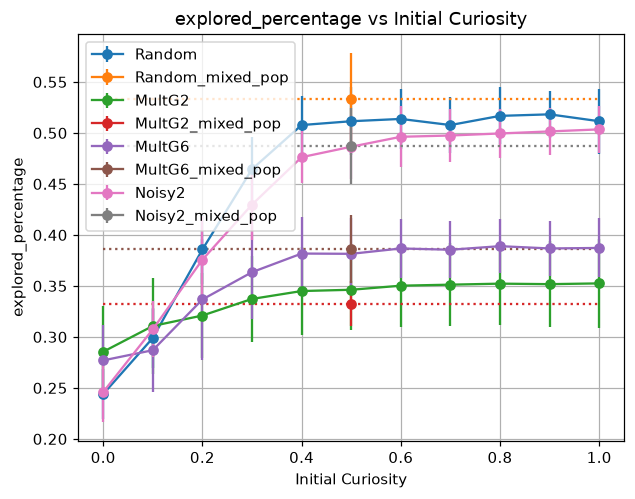 explored_percentage vs Initial Curiosity
Random
Random_mixed_pop
MultG2
MultG2_mixed_pop
MultG6
MultG6_mixed_pop
Noisy2
Noisy2_mixed_pop
explored_percentage
0.55
0.50
0.45
0.40
0.35
0.30
0.25
0.20
0.0 0.2 0.4 0.6 0.8 1.0
Initial Curiosity